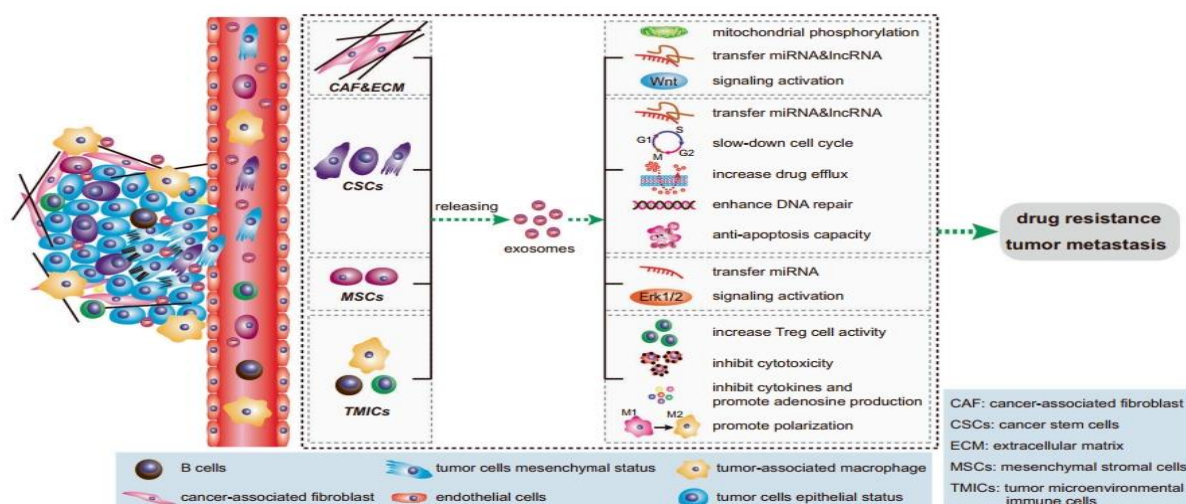 CAF&ECM
CSCs
MSCs
TMICs
releasing
exosomes
mitochondrial phosphorylation
transfer miRNA&lncRNA
Wnt
signaling activation
transfer miRNA&lncRNA
G1
S
G2
M
slow-down cell cycle
increase drug efflux
enhance DNA repair
anti-apoptosis capacity
transfer miRNA
Erk1/2
signaling activation
increase Treg cell activity
inhibit cytotoxicity
inhibit cytokines and
promote adenosine production
M1
M2
promote polarization
drug resistance
tumor metastasis
B cells
tumor cells mesenchymal status
tumor-associated macrophage
cancer-associated fibroblast
endothelial cells
tumor cells epithelial status
CAF: cancer-associated fibroblast
CSCs: cancer stem cells
ECM: extracellular matrix
MSCs: mesenchymal stromal cells
TMICs: tumor microenvironmental
immune cells